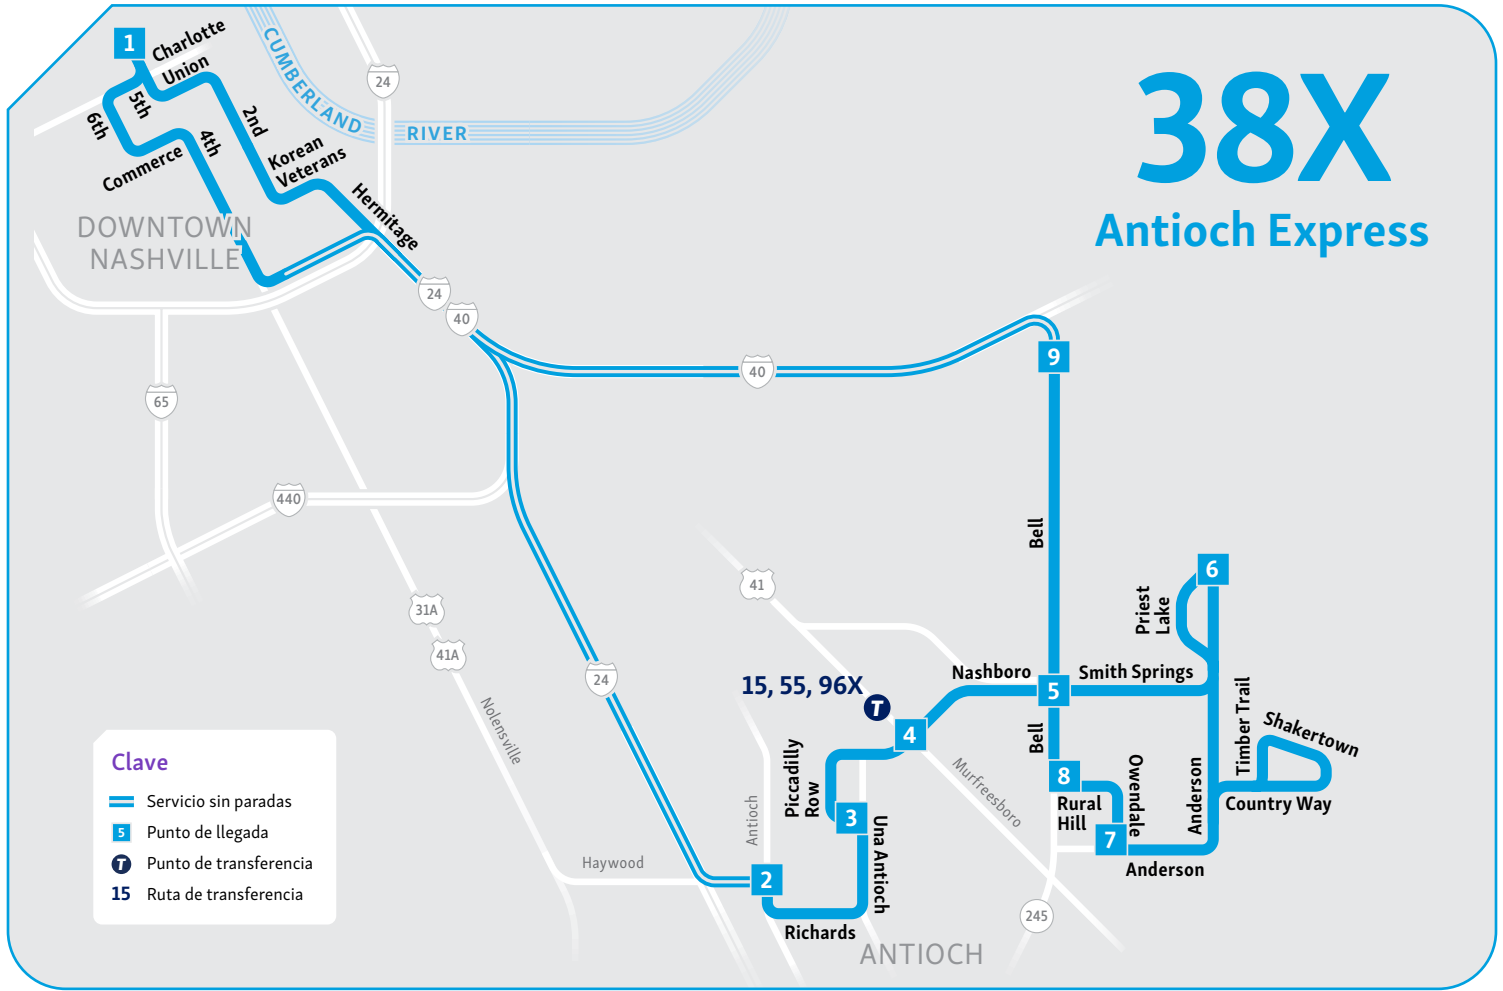 1
Charlotte
Union
5th
6th
2nd
4th
Commerce
Korean
Veterans
Hermitage
CUMBERLAND
RIVER
24
DOWNTOWN
NASHVILLE
38X
Antioch Express
24
40
40
9
65
440
31A
41A
41
24
Bell
6
Priest
Lake
Nashboro
Smith Springs
5
15, 55, 96X
T
4
Nolensville
Piccadilly
Row
Murfreesboro
Bell
8
Rural
Hill
Owendale
Anderson
Timber Trail
Shakertown
Country Way
Antioch
3
Una Antioch
7
Anderson
Haywood
2
Richards
245
ANTIOCH
Clave
Servicio sin paradas
5 Punto de llegada
T Punto de transferencia
15 Ruta de transferencia